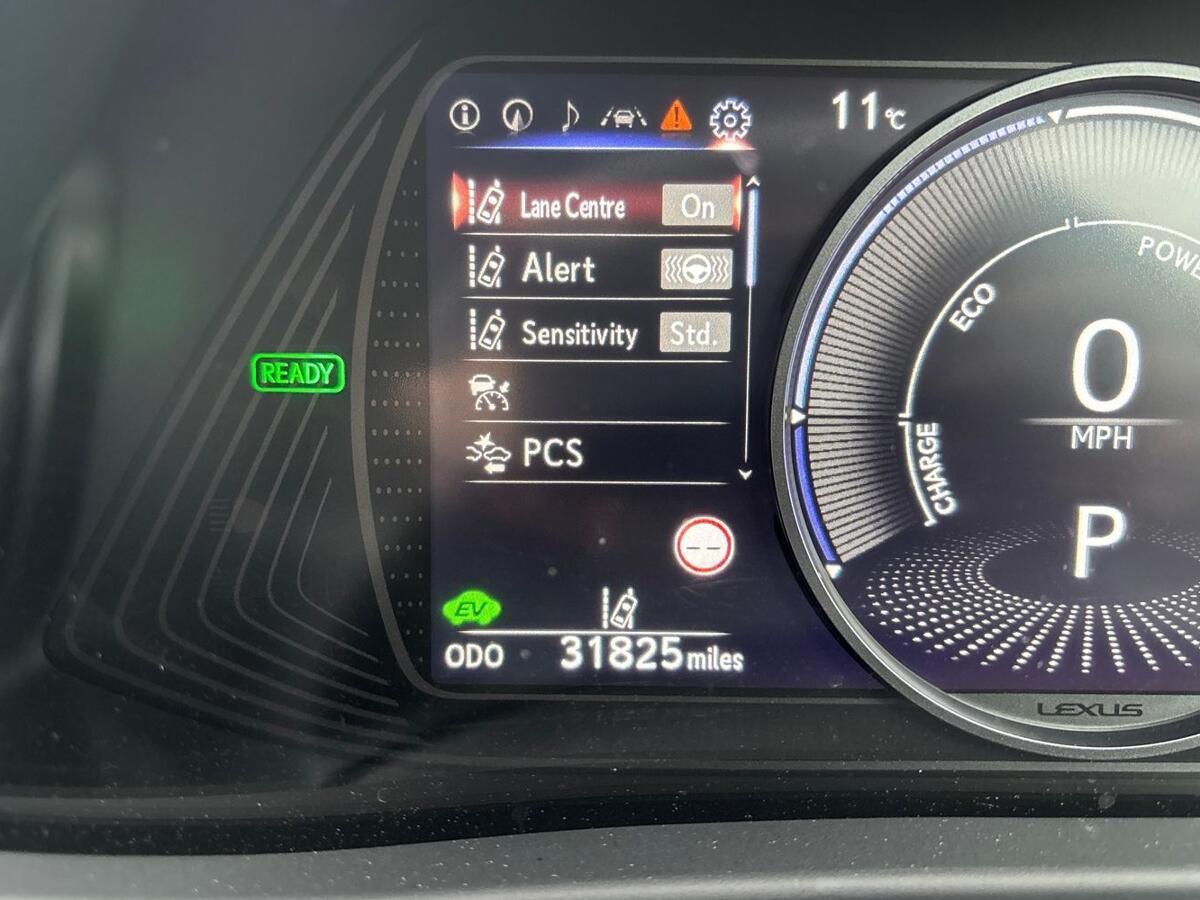 11°C
Lane Centre On
Alert
Sensitivity Std.
PCS
READY
ECO
POWE
CHARGE
0
MPH
P
--
EV
ODO 31825 miles
LEXUS